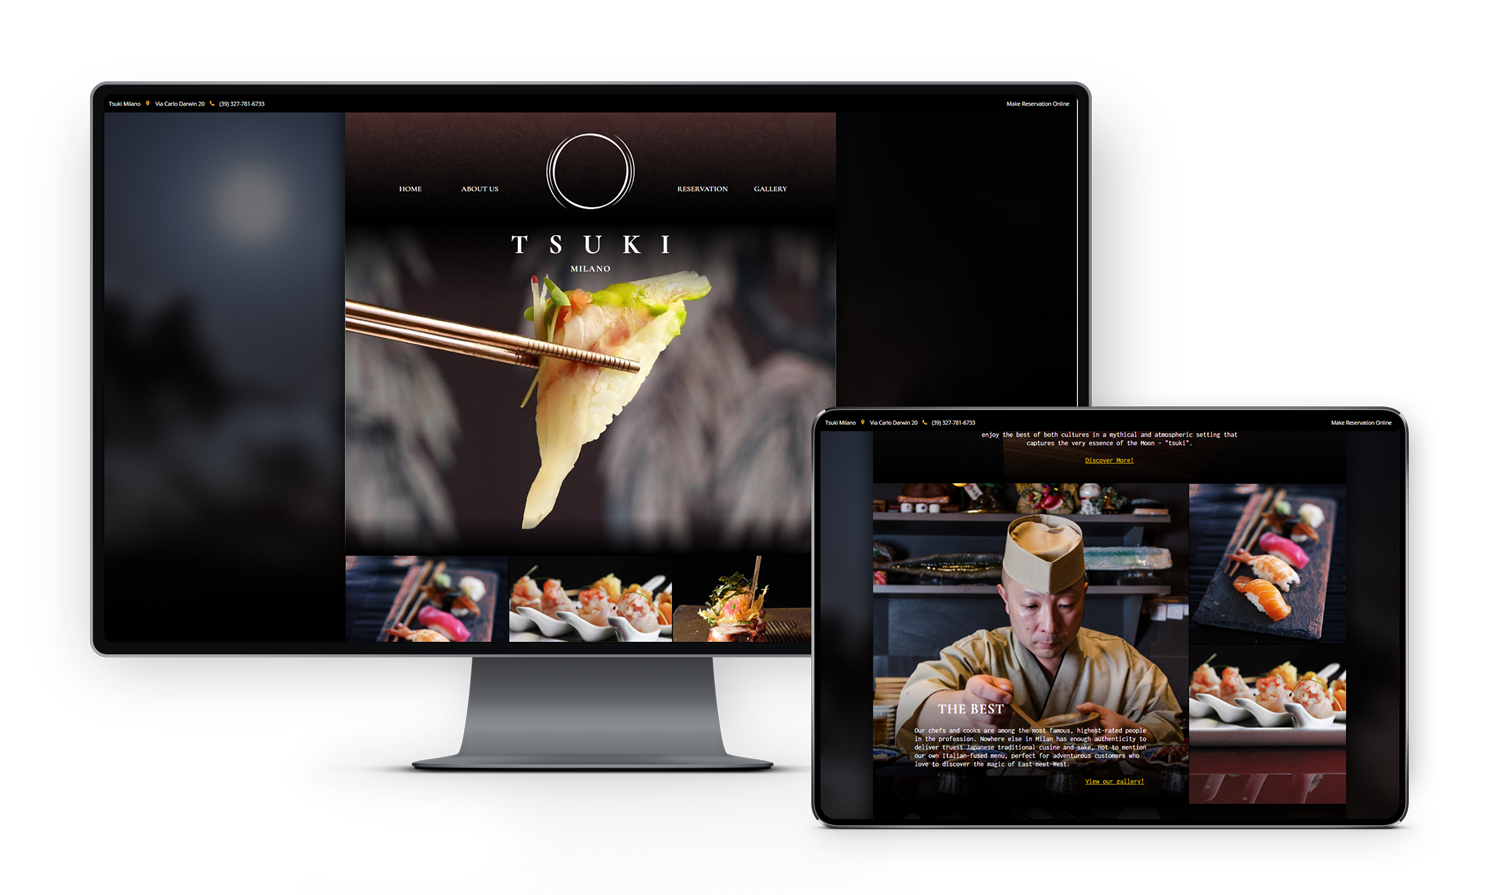 Tsuki Milano Via Carlo Darwin 20 (39) 327-781-6733 Make Reservation Online
HOME ABOUT US RESERVATION GALLERY
TSUKI
MILANO
Tsuki Milano Via Carlo Darwin 20 (39) 327-781-6733 Make Reservation Online
enjoy the best of both cultures in a mythical and atmospheric setting that
captures the very essence of the Moon - "tsuki".
Discover More!
THE BEST
Our chefs and cooks are among the most famous, highest-rated people
in the profession. Nowhere else in Milan has enough authenticity to
deliver truest Japanese traditional cusine and sake, not to mention
our own Italian-fused menu, perfect for adventurous customers who
love to discover the magic of East-meet-West.
View our gallery!